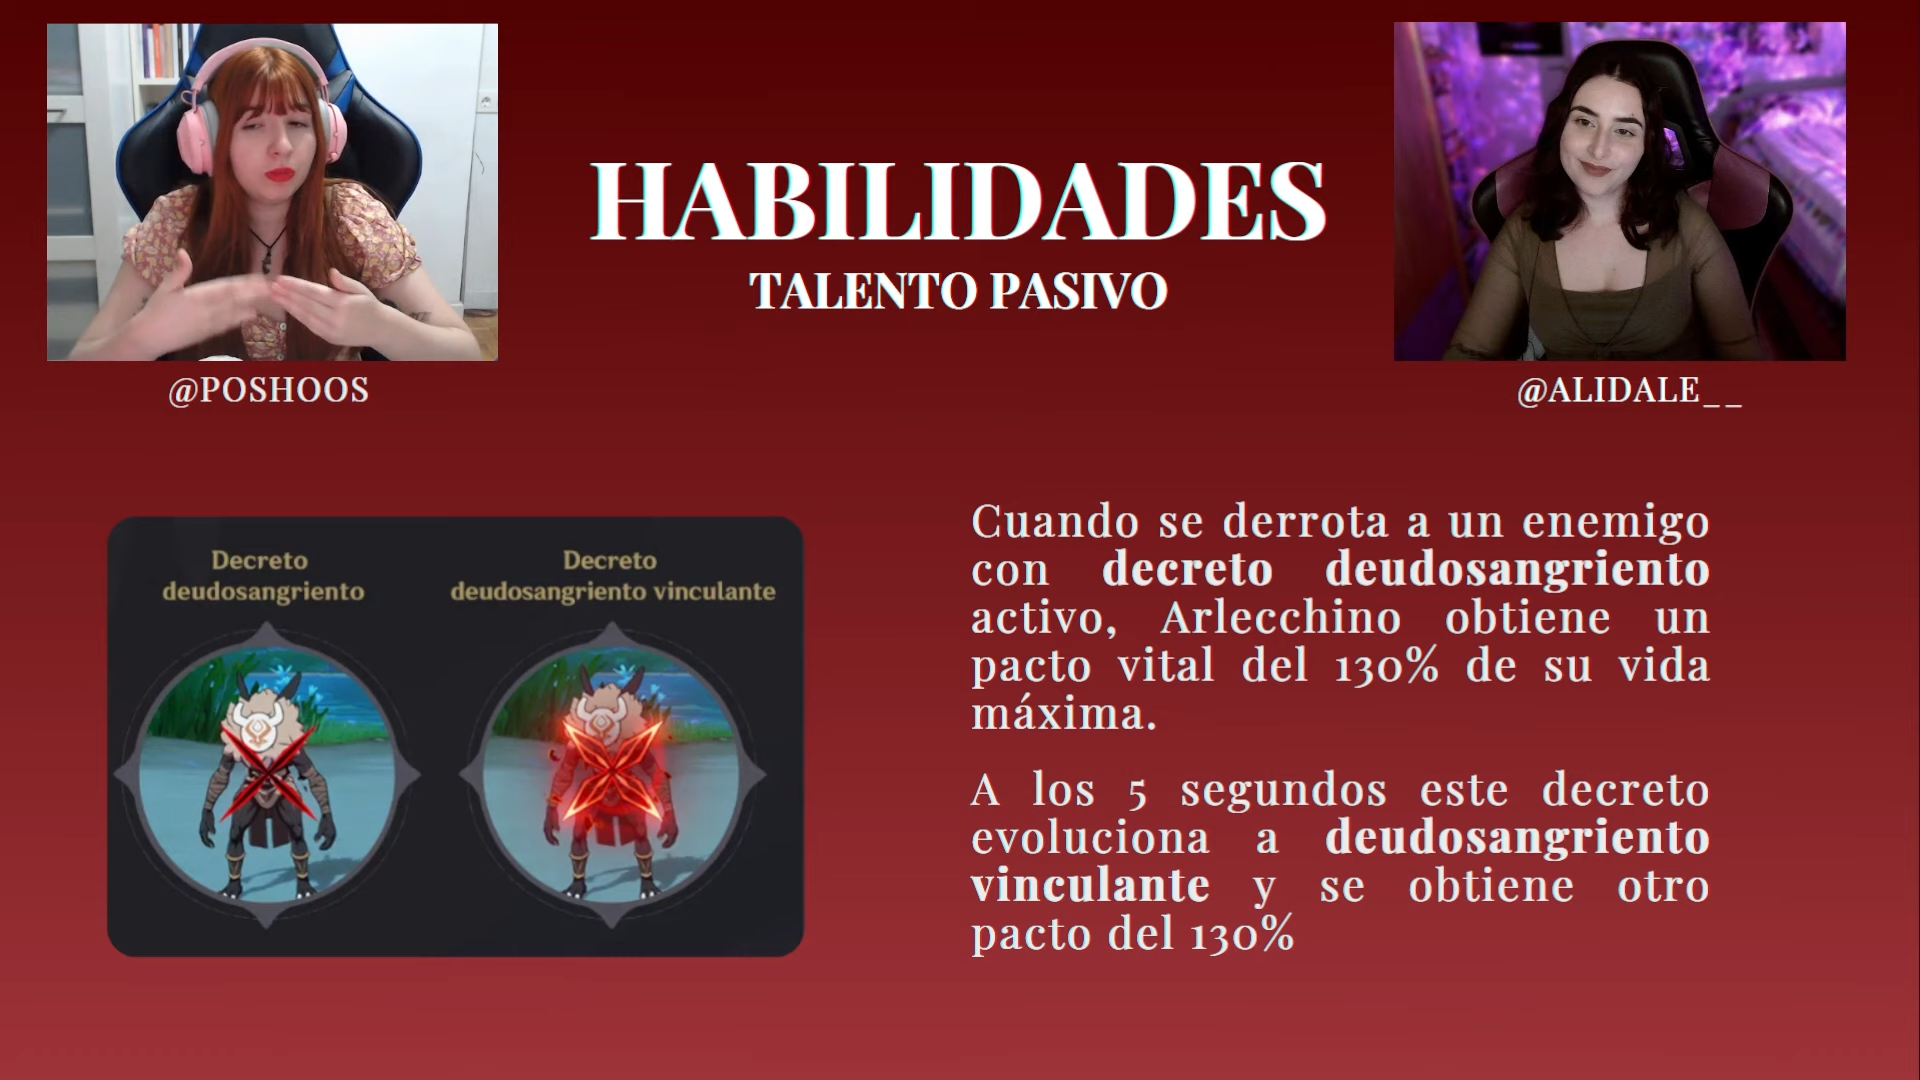 HABILIDADES
TALENTO PASIVO
@POSHOOS
@ALIDALE__
Decreto
deudosangriento
Decreto
deudosangriento vinculante
Cuando se derrota a un enemigo
con decreto deudosangriento
activo, Arlecchino obtiene un
pacto vital del 130% de su vida
máxima.
A los 5 segundos este decreto
evoluciona a deudosangriento
vinculante y se obtiene otro
pacto del 130%